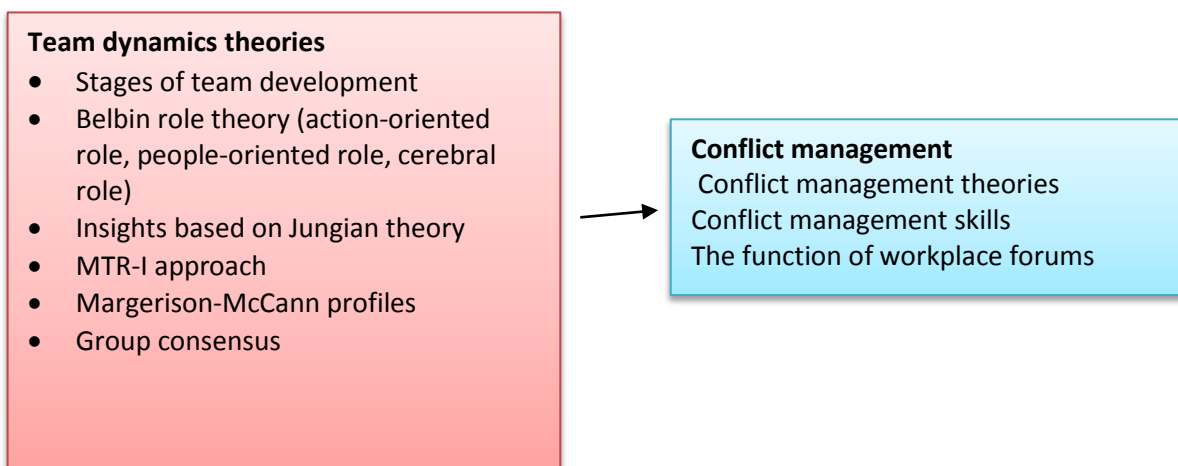 Team dynamics theories
• Stages of team development
• Belbin role theory (action-oriented
role, people-oriented role, cerebral
role)
• Insights based on Jungian theory
• MTR-I approach
• Margerison-McCann profiles
• Group consensus
Conflict management
Conflict management theories
Conflict management skills
The function of workplace forums